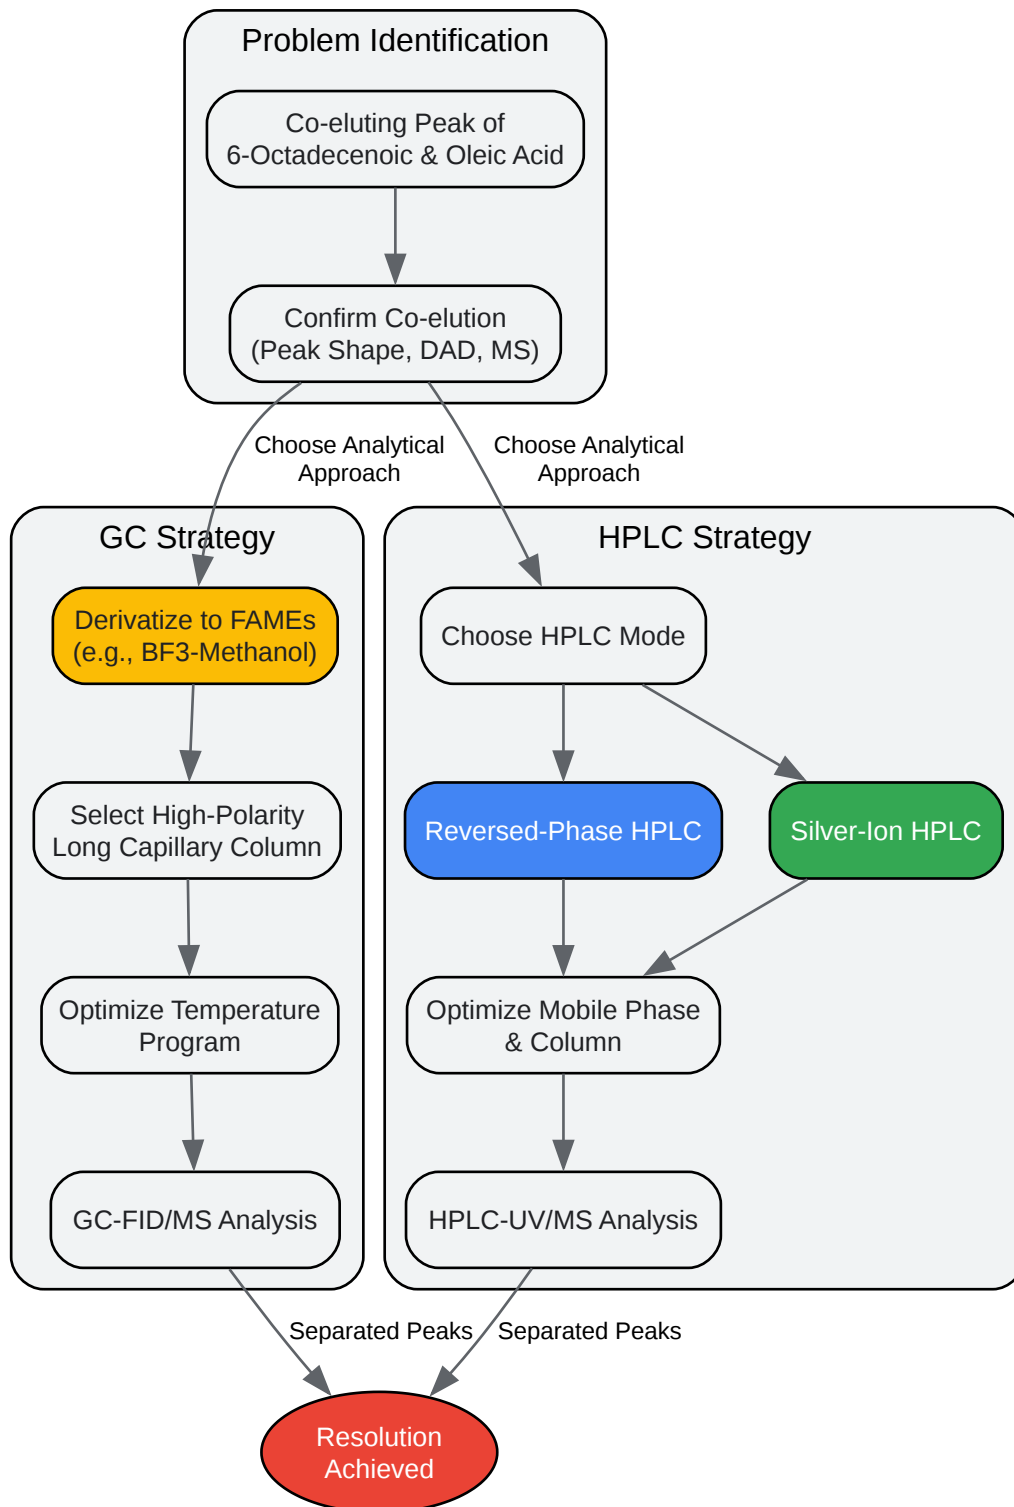 Problem Identification
Co-eluting Peak of
6-Octadecenoic & Oleic Acid
Confirm Co-elution
(Peak Shape, DAD, MS)
Choose Analytical
Approach
Choose Analytical
Approach
GC Strategy
Derivatize to FAMEs
(e.g., BF3-Methanol)
Select High-Polarity
Long Capillary Column
Optimize Temperature
Program
GC-FID/MS Analysis
HPLC Strategy
Choose HPLC Mode
Reversed-Phase HPLC
Silver-Ion HPLC
Optimize Mobile Phase
& Column
HPLC-UV/MS Analysis
Separated Peaks
Separated Peaks
Resolution
Achieved